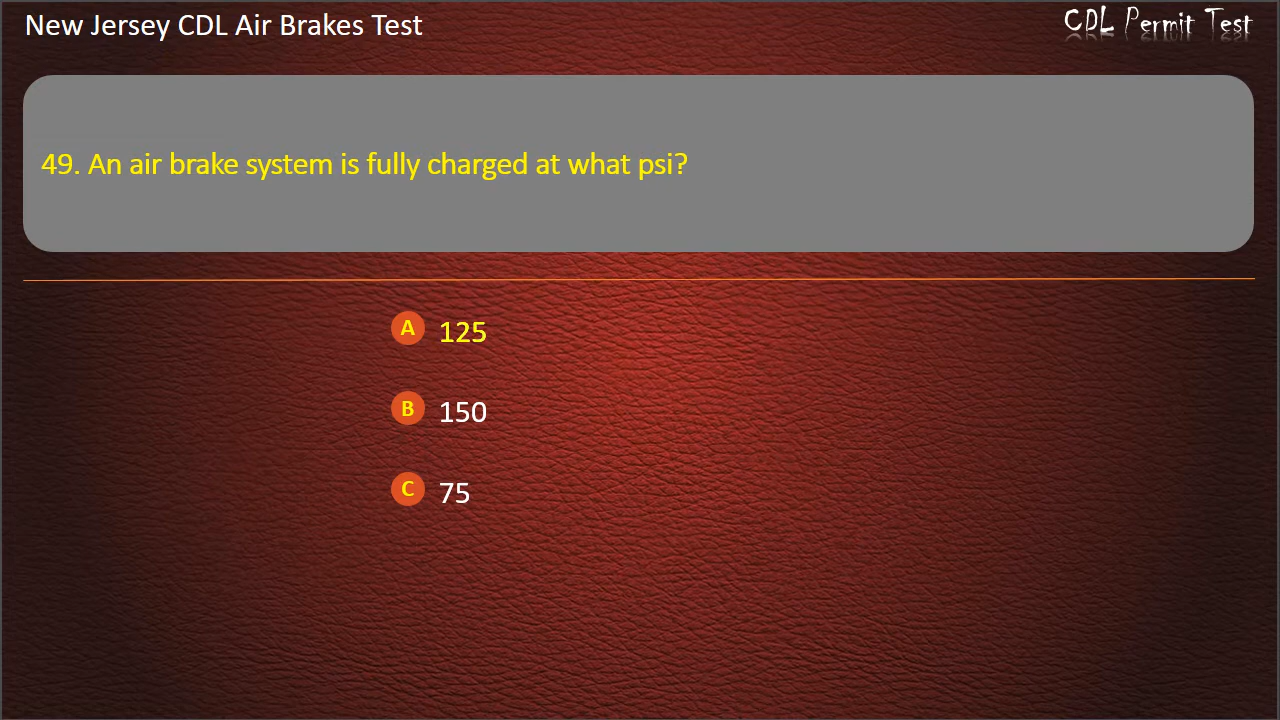 New Jersey CDL Air Brakes Test
CDL Permit Test
49. An air brake system is fully charged at what psi?
A 125
B 150
C 75